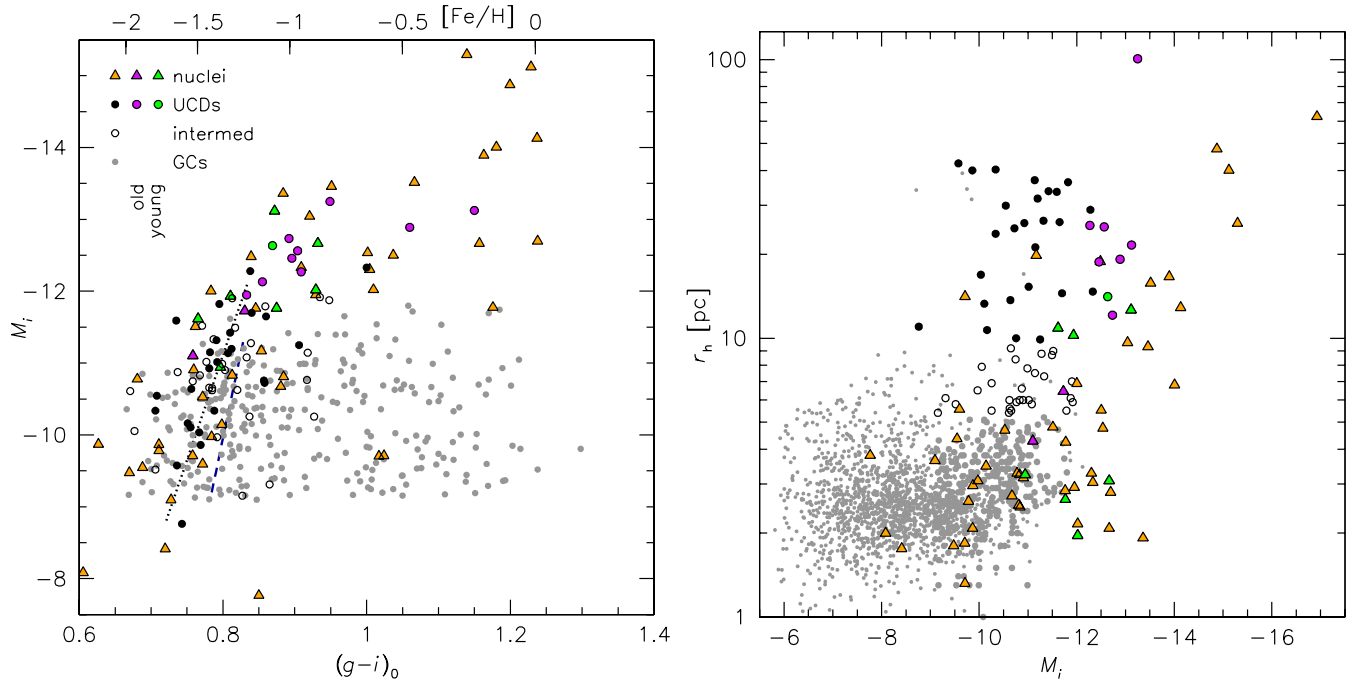 −2 −1.5 −1 −0.5 [Fe/H] 0
nuclei
UCDs
intermed
GCs
old
young
−14
−12
−10
−8
M_i
0.6 0.8 1 1.2 1.4
(g−i)_0
100
10
1
r_h [pc]
−6 −8 −10 −12 −14 −16
M_i